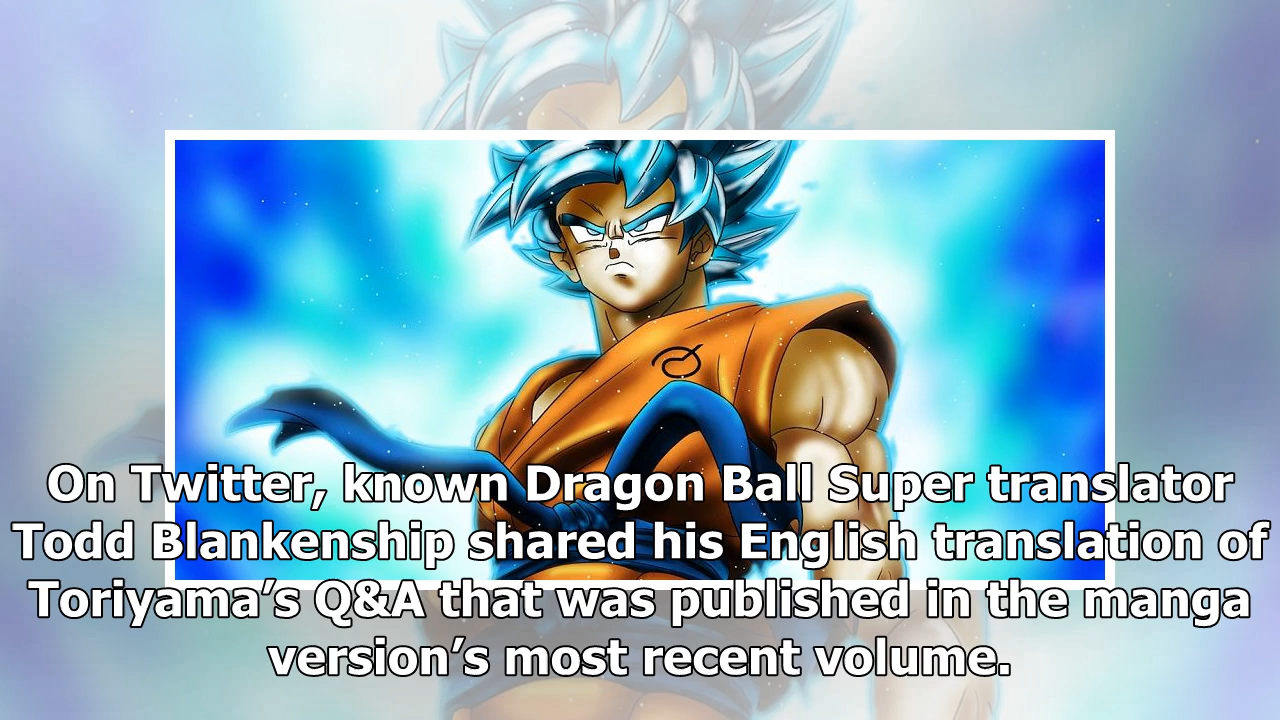 On Twitter, known Dragon Ball Super translator
Todd Blankenship shared his English translation of
Toriyama’s Q&A that was published in the manga
version’s most recent volume.